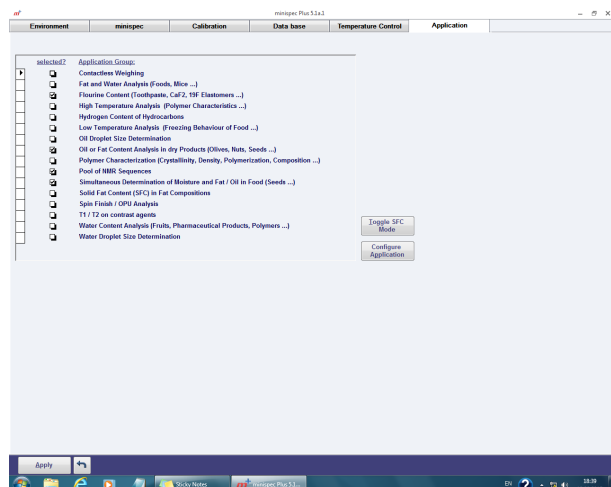 minispec Plus 5.1a.1
Environment minispec Calibration Data base Temperature Control Application
selected? Application Group:
Contactless Weighing
Fat and Water Analysis (Foods, Mice ...)
Flourine Content (Toothpaste, CaF2, 19F Elastomers ...)
High Temperature Analysis (Polymer Characteristics ...)
Hydrogen Content of Hydrocarbons
Low Temperature Analysis (Freezing Behaviour of Food ...)
Oil Droplet Size Determination
Oil or Fat Content Analysis in dry Products (Olives, Nuts, Seeds ...)
Polymer Characterization (Crystallinity, Density, Polymerization, Composition ...)
Pool of NMR Sequences
Simultaneous Determination of Moisture and Fat / Oil in Food (Seeds ...)
Solid Fat Content (SFC) in Fat Compositions
Spin Finish / OPU Analysis
T1 / T2 on contrast agents
Water Content Analysis (Fruits, Pharmaceutical Products, Polymers ...)
Water Droplet Size Determination
Toggle SFC
Mode
Configure
Application
Apply
Sticky Notes minispec Plus 5.1... EN 18:39